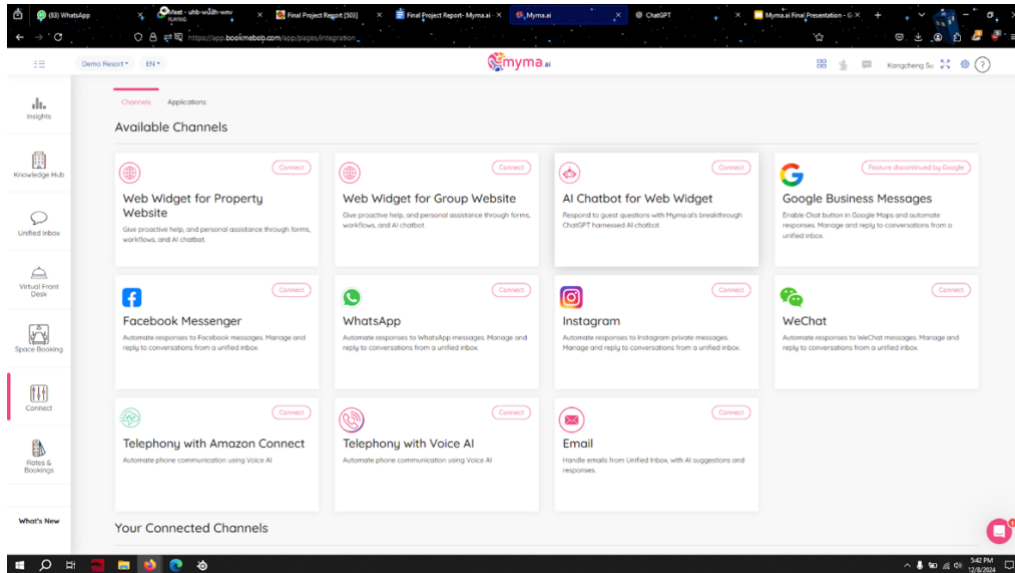 (83) WhatsApp
Meet - uhb-wsdh-wnv
PLAYING
Final Project Report [503]
Final Project Report- Myma.ai -
Myma.ai
ChatGPT
Myma.ai Final Presentation - G
https://app.bookmebob.com/app/pages/integration
Demo Resort
EN
myma.ai
Kangcheng Su
?
Insights
Knowledge Hub
Unified Inbox
Virtual Front
Desk
Space Booking
Connect
Rates &
Bookings
What's New
Channels Applications
Available Channels
Connect
Web Widget for Property
Website
Give proactive help, and personal assistance through forms,
workflows, and AI chatbot.
Connect
Web Widget for Group Website
Give proactive help, and personal assistance through forms,
workflows, and AI chatbot.
Connect
AI Chatbot for Web Widget
Respond to guest questions with Myma.ai's breakthrough
ChatGPT harnessed AI chatbot.
Feature discontinued by Google
Google Business Messages
Enable Chat button in Google Maps and automate
responses. Manage and reply to conversations from a
unified inbox.
Connect
Facebook Messenger
Automate responses to Facebook messages. Manage and
reply to conversations from a unified inbox.
Connect
WhatsApp
Automate responses to WhatsApp messages. Manage and
reply to conversations from a unified inbox.
Connect
Instagram
Automate responses to Instagram private messages.
Manage and reply to conversations from a unified inbox.
Connect
WeChat
Automate responses to WeChat messages. Manage and
reply to conversations from a unified inbox.
Connect
Telephony with Amazon Connect
Automate phone communication using Voice AI
Connect
Telephony with Voice AI
Automate phone communication using Voice AI
Connect
Email
Handle emails from Unified Inbox, with AI suggestions and
responses.
Your Connected Channels
5:42 PM
12/8/2024